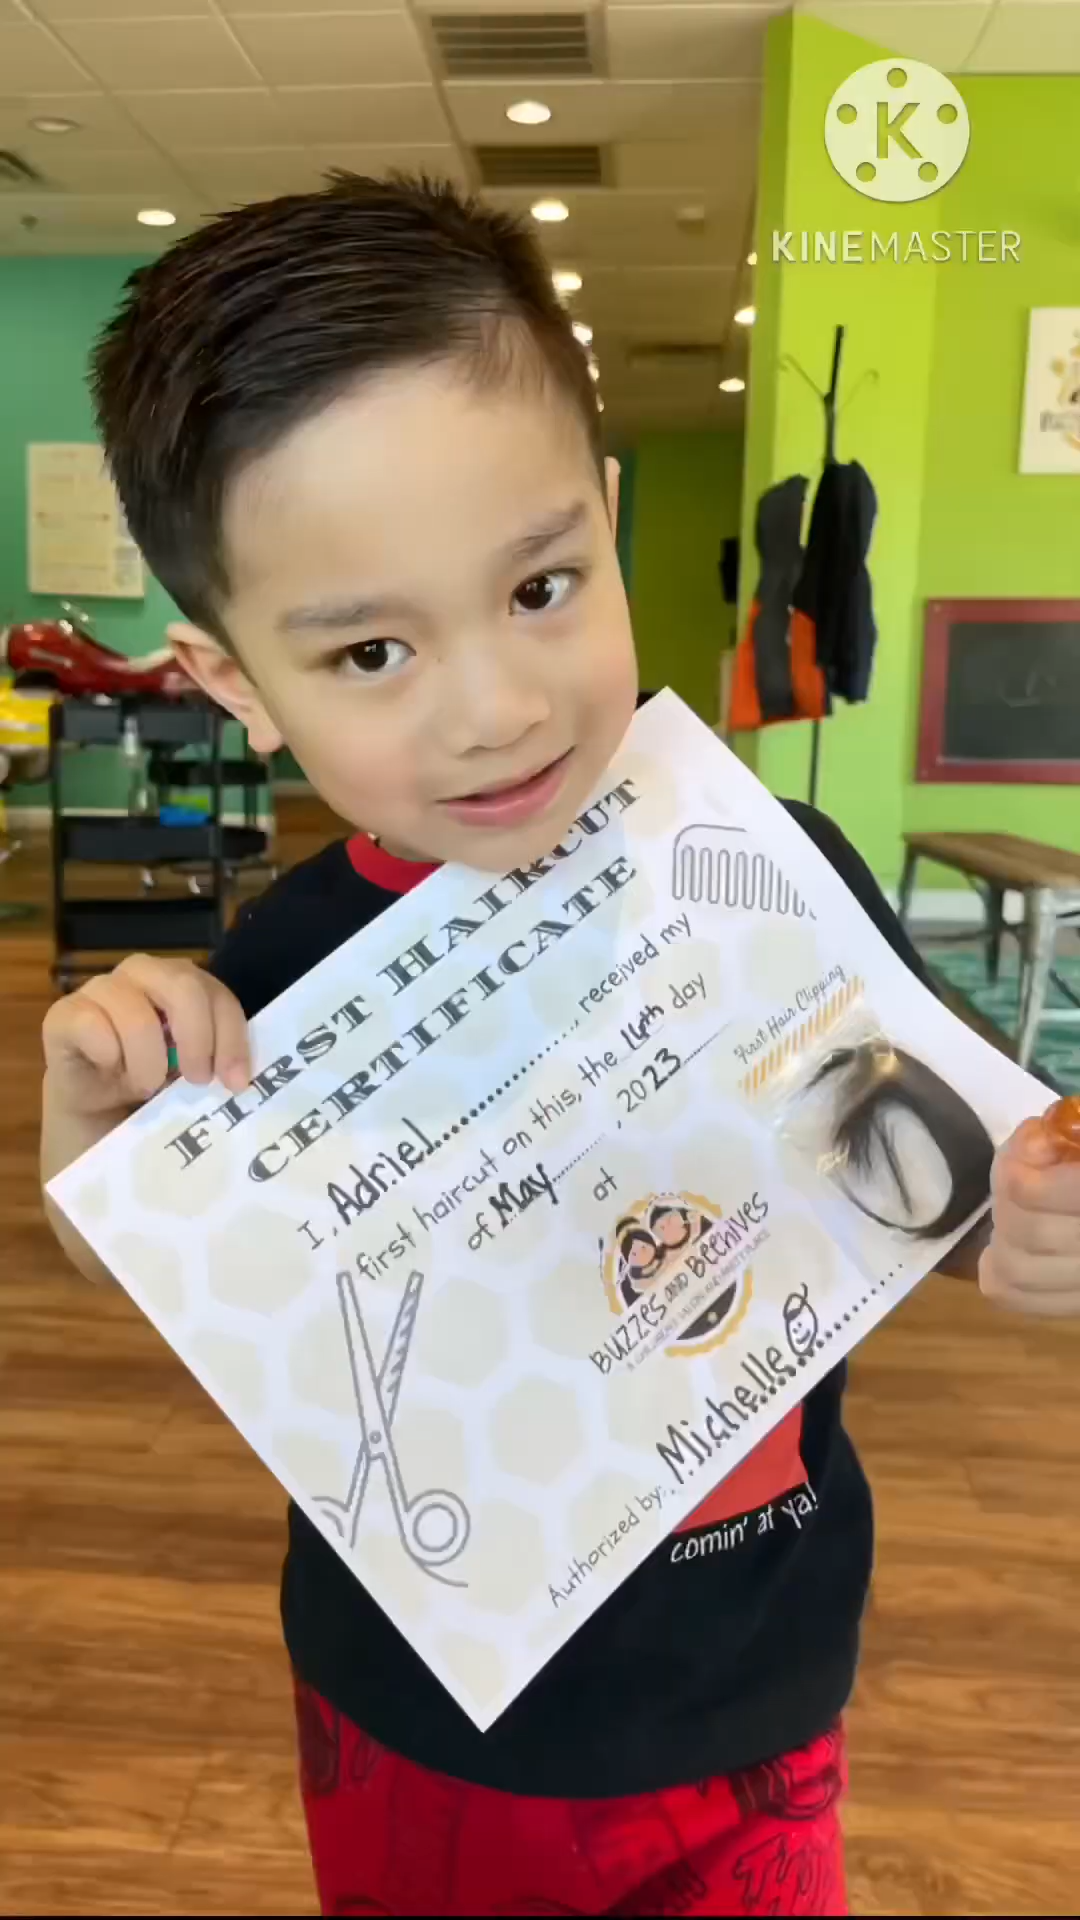 KINEMASTER
FIRST HAIRCUT
CERTIFICATE
I, Adriel, received my
first haircut on this, the 16th day
of May, 2023
at
BUZZES AND BEEHIVES
First Hair Clipping
Authorized by: Michelle
comin' at ya!